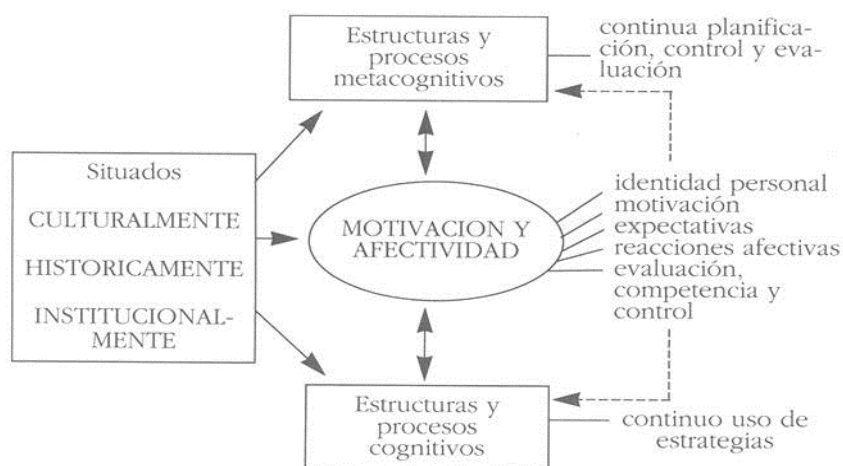 Estructuras y
procesos
metacognitivos
continua planifica-
ción, control y eva-
luación
Situados
CULTURALMENTE
HISTORICAMENTE
INSTITUCIONAL-
MENTE
MOTIVACION Y
AFECTIVIDAD
identidad personal
motivación
expectativas
reacciones afectivas
evaluación,
competencia y
control
Estructuras y
procesos
cognitivos
continuo uso de
estrategias